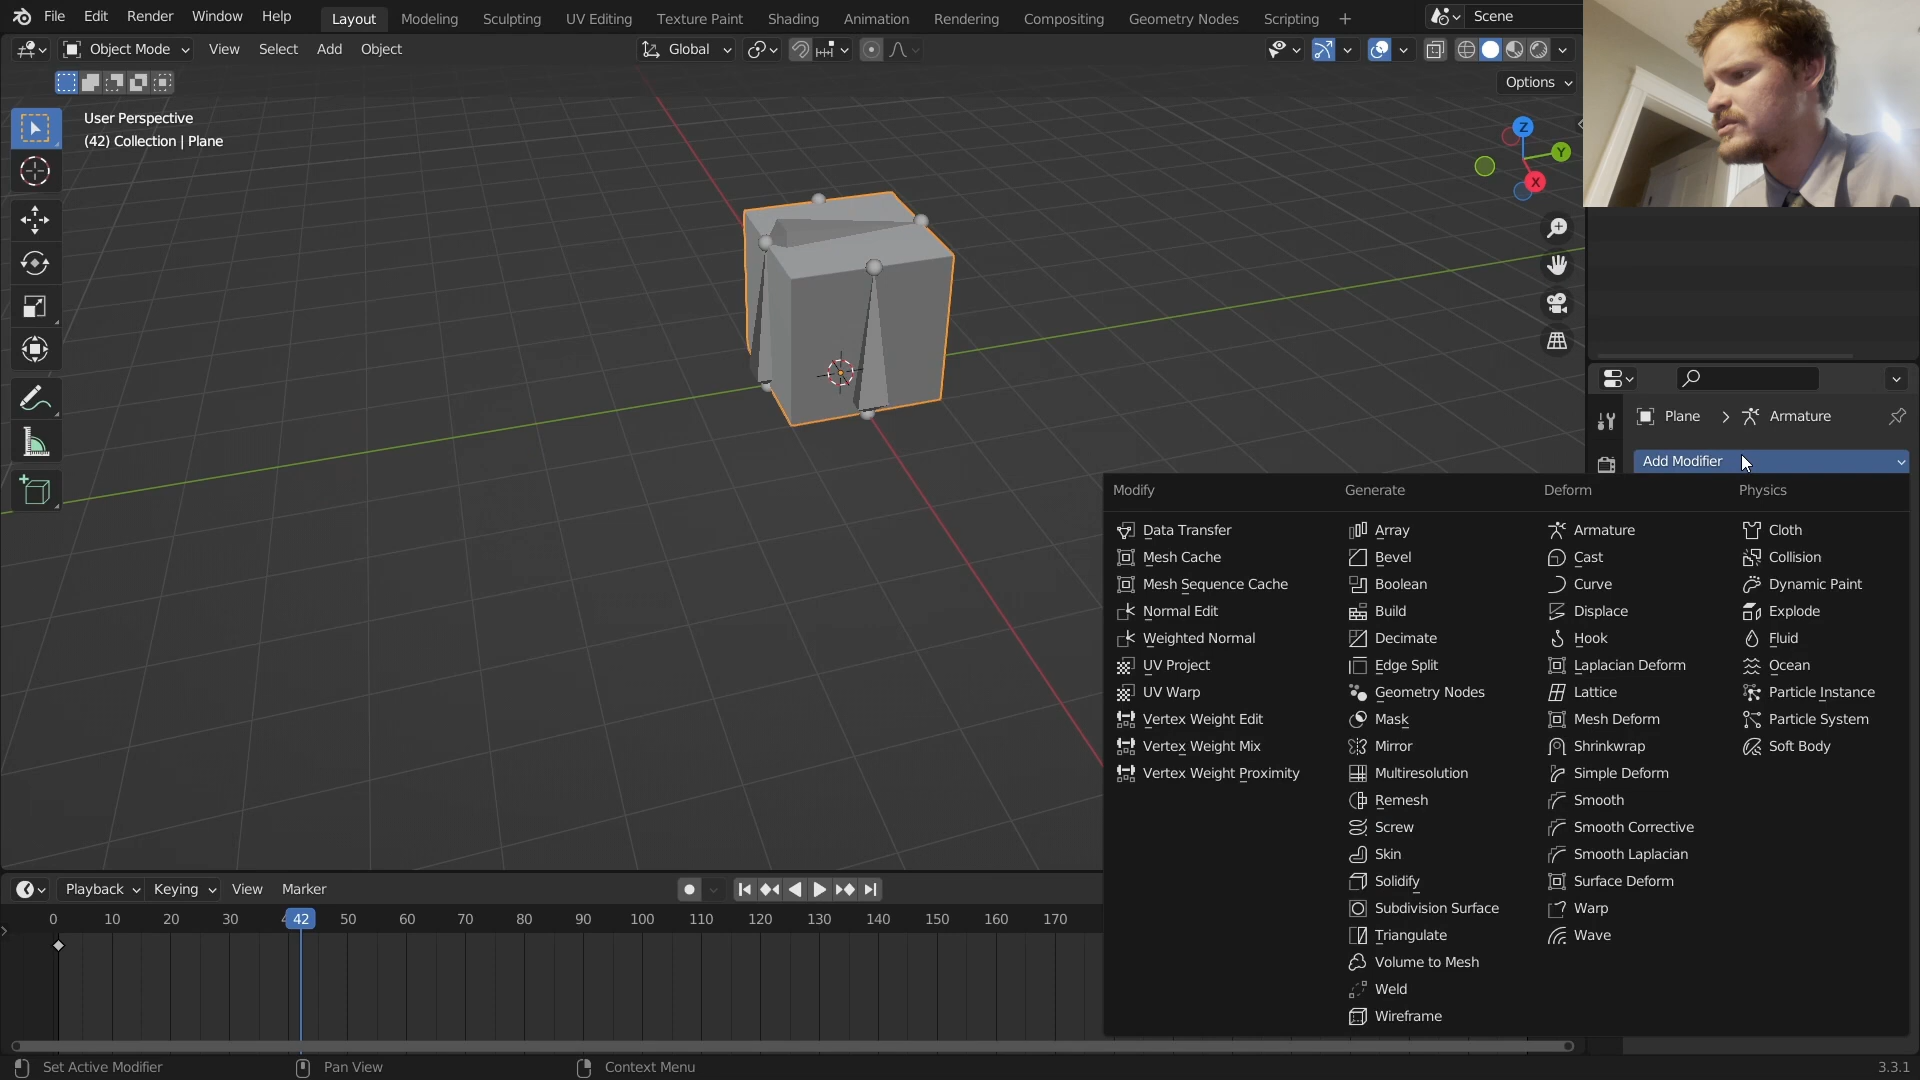 File Edit Render Window Help Layout Modeling Sculpting UV Editing Texture Paint Shading Animation Rendering Compositing Geometry Nodes Scripting + Scene
Object Mode View Select Add Object Global
Options
User Perspective
(42) Collection | Plane
Z
Y
X
Plane > Armature
Add Modifier
Modify Generate Deform Physics
Data Transfer Array Armature Cloth
Mesh Cache Bevel Cast Collision
Mesh Sequence Cache Boolean Curve Dynamic Paint
Normal Edit Build Displace Explode
Weighted Normal Decimate Hook Fluid
UV Project Edge Split Laplacian Deform Ocean
UV Warp Geometry Nodes Lattice Particle Instance
Vertex Weight Edit Mask Mesh Deform Particle System
Vertex Weight Mix Mirror Shrinkwrap Soft Body
Vertex Weight Proximity Multiresolution Simple Deform
Remesh Smooth
Screw Smooth Corrective
Skin Smooth Laplacian
Solidify Surface Deform
Subdivision Surface Warp
Triangulate Wave
Volume to Mesh
Weld
Wireframe
Playback Keying View Marker
0 10 20 30 42 50 60 70 80 90 100 110 120 130 140 150 160 170
Set Active Modifier Pan View Context Menu 3.3.1